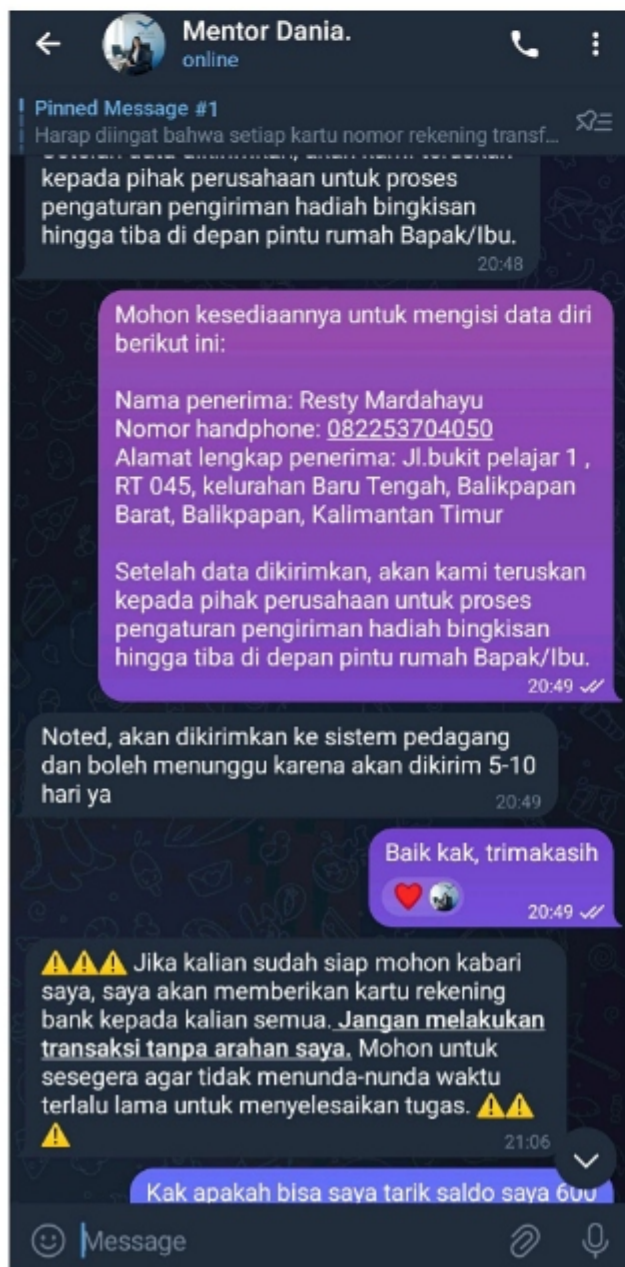 Mentor Dania.
online
Pinned Message #1
Harap diingat bahwa setiap kartu nomor rekening transf...
Setelah data dikirimkan, akan kami teruskan
kepada pihak perusahaan untuk proses
pengaturan pengiriman hadiah bingkisan
hingga tiba di depan pintu rumah Bapak/Ibu.
20:48
Mohon kesediaannya untuk mengisi data diri
berikut ini:
Nama penerima: Resty Mardahayu
Nomor handphone: 082253704050
Alamat lengkap penerima: Jl.bukit pelajar 1 ,
RT 045, kelurahan Baru Tengah, Balikpapan
Barat, Balikpapan, Kalimantan Timur
Setelah data dikirimkan, akan kami teruskan
kepada pihak perusahaan untuk proses
pengaturan pengiriman hadiah bingkisan
hingga tiba di depan pintu rumah Bapak/Ibu.
20:49
Noted, akan dikirimkan ke sistem pedagang
dan boleh menunggu karena akan dikirim 5-10
hari ya
20:49
Baik kak, trimakasih
20:49
⚠️⚠️⚠️ Jika kalian sudah siap mohon kabari
saya, saya akan memberikan kartu rekening
bank kepada kalian semua. Jangan melakukan
transaksi tanpa arahan saya. Mohon untuk
sesegera agar tidak menunda-nunda waktu
terlalu lama untuk menyelesaikan tugas. ⚠️⚠️
⚠️
21:06
Kak apakah bisa saya tarik saldo saya 600
Message